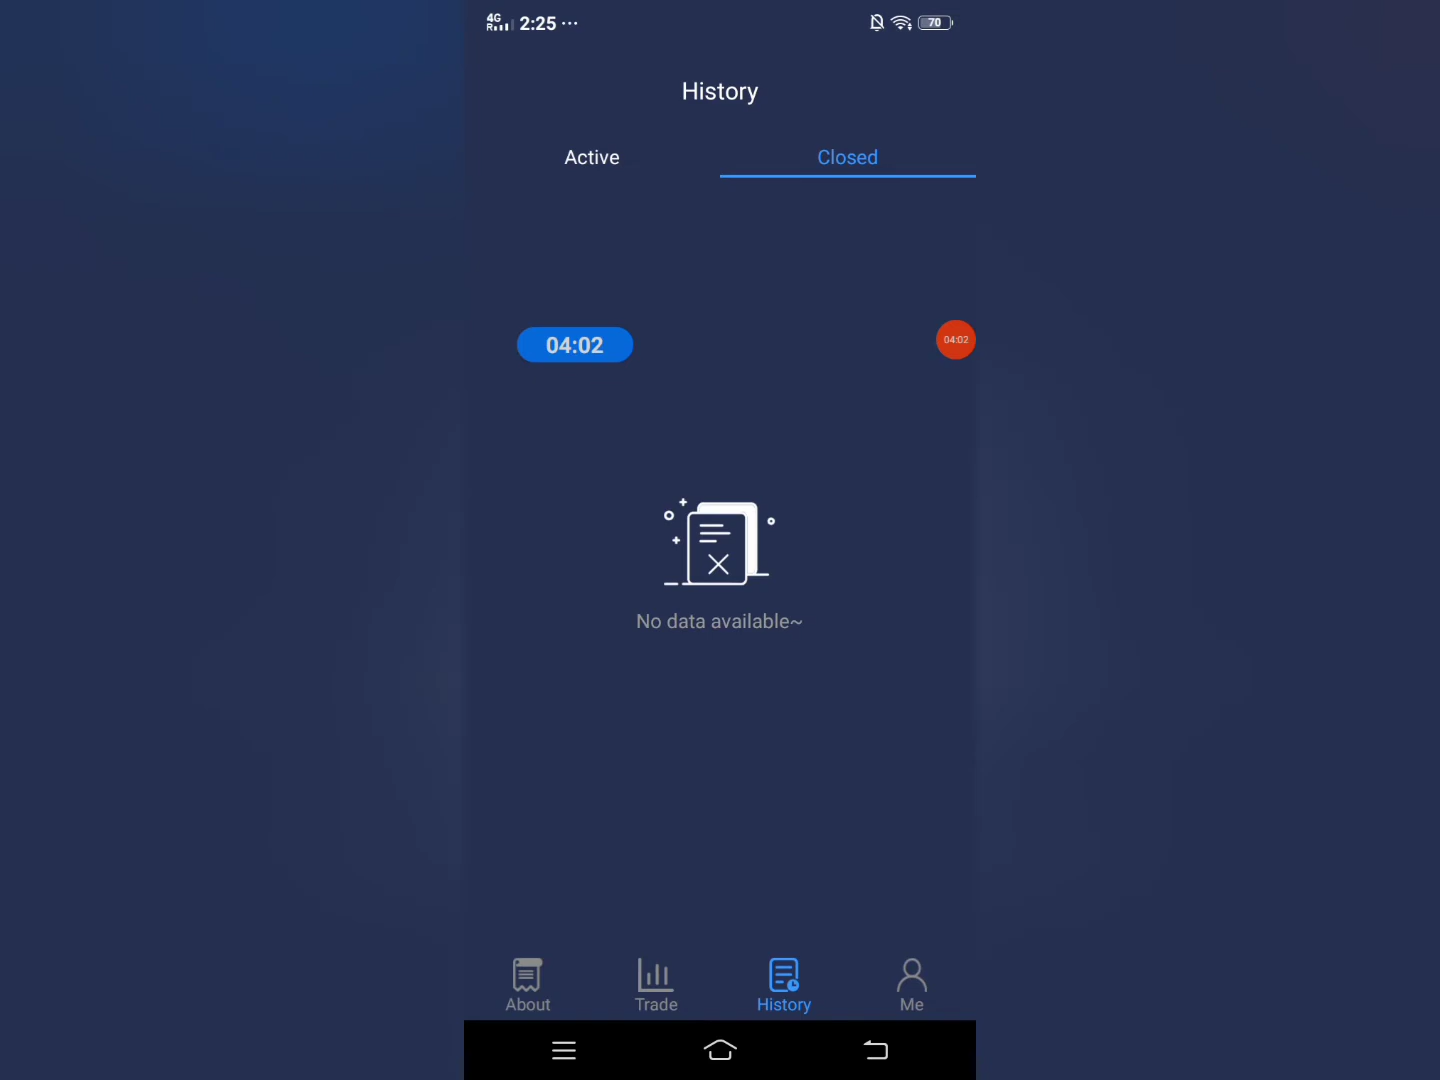 4G
R
2:25 ...
70
History
Active
Closed
04:02
04:02
No data available~
About
Trade
History
Me